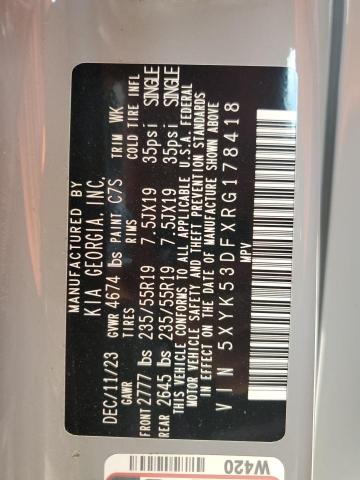 MANUFACTURED BY
KIA GEORGIA, INC.
DEC/11/23 GVWR 4674 lbs PAINT C7S TRIM WK
GAWR TIRES RIMS COLD TIRE INFL
FRONT 2777 lbs 235/55R19 7.5JX19 35psi SINGLE
REAR 2645 lbs 235/55R19 7.5JX19 35psi SINGLE
THIS VEHICLE CONFORMS TO ALL APPLICABLE U.S.A. FEDERAL
MOTOR VEHICLE SAFETY AND THEFT PREVENTION STANDARDS
IN EFFECT ON THE DATE OF MANUFACTURE SHOWN ABOVE
VIN 5XYK53DFXRG178418
MPV
W420